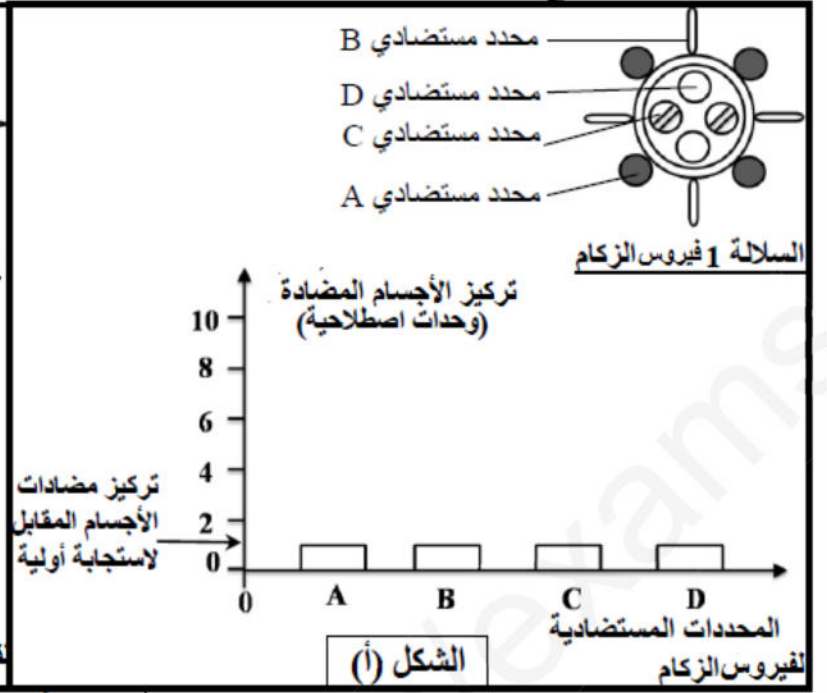 محدد مستضادي B
محدد مستضادي D
محدد مستضادي C
محدد مستضادي A
السلالة 1 فيروس الزكام
تركيز الأجسام المضادة
(وحدات اصطلاحية)
10
8
6
4
2
0
تركيز مضادات
الأجسام المقابل
لاستجابة أولية
0 A B C D
المحددات المستضادية
لفيروس الزكام
الشكل (أ)
exams